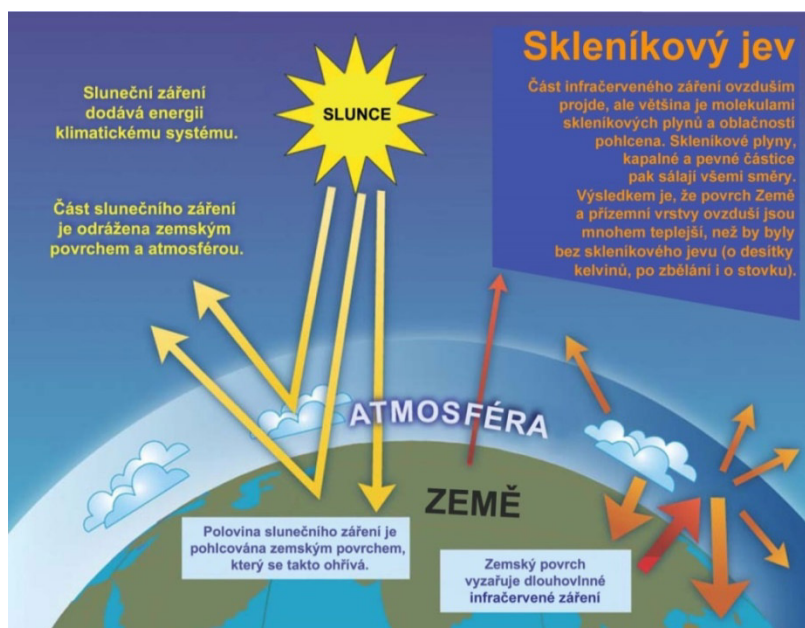 Skleníkový jev
Část infračerveného záření ovzduším
projde, ale většina je molekulami
skleníkových plynů a oblačnosti
pohlcena. Skleníkové plyny,
kapalné a pevné částice
pak sálají všemi směry.
Výsledkem je, že povrch Země
a přízemní vrstvy ovzduší jsou
mnohem teplejší, než by byly
bez skleníkového jevu (o desítky
kelvinů, po zbělání i o stovku).
Sluneční záření
dodává energii
klimatickému systému.
SLUNCE
Část slunečního záření
je odrážena zemským
povrchem a atmosférou.
ATMOSFÉRA
ZEMĚ
Polovina slunečního záření je
pohlcována zemským povrchem,
který se takto ohřívá.
Zemský povrch
vyzařuje dlouhovlnné
infračervené záření